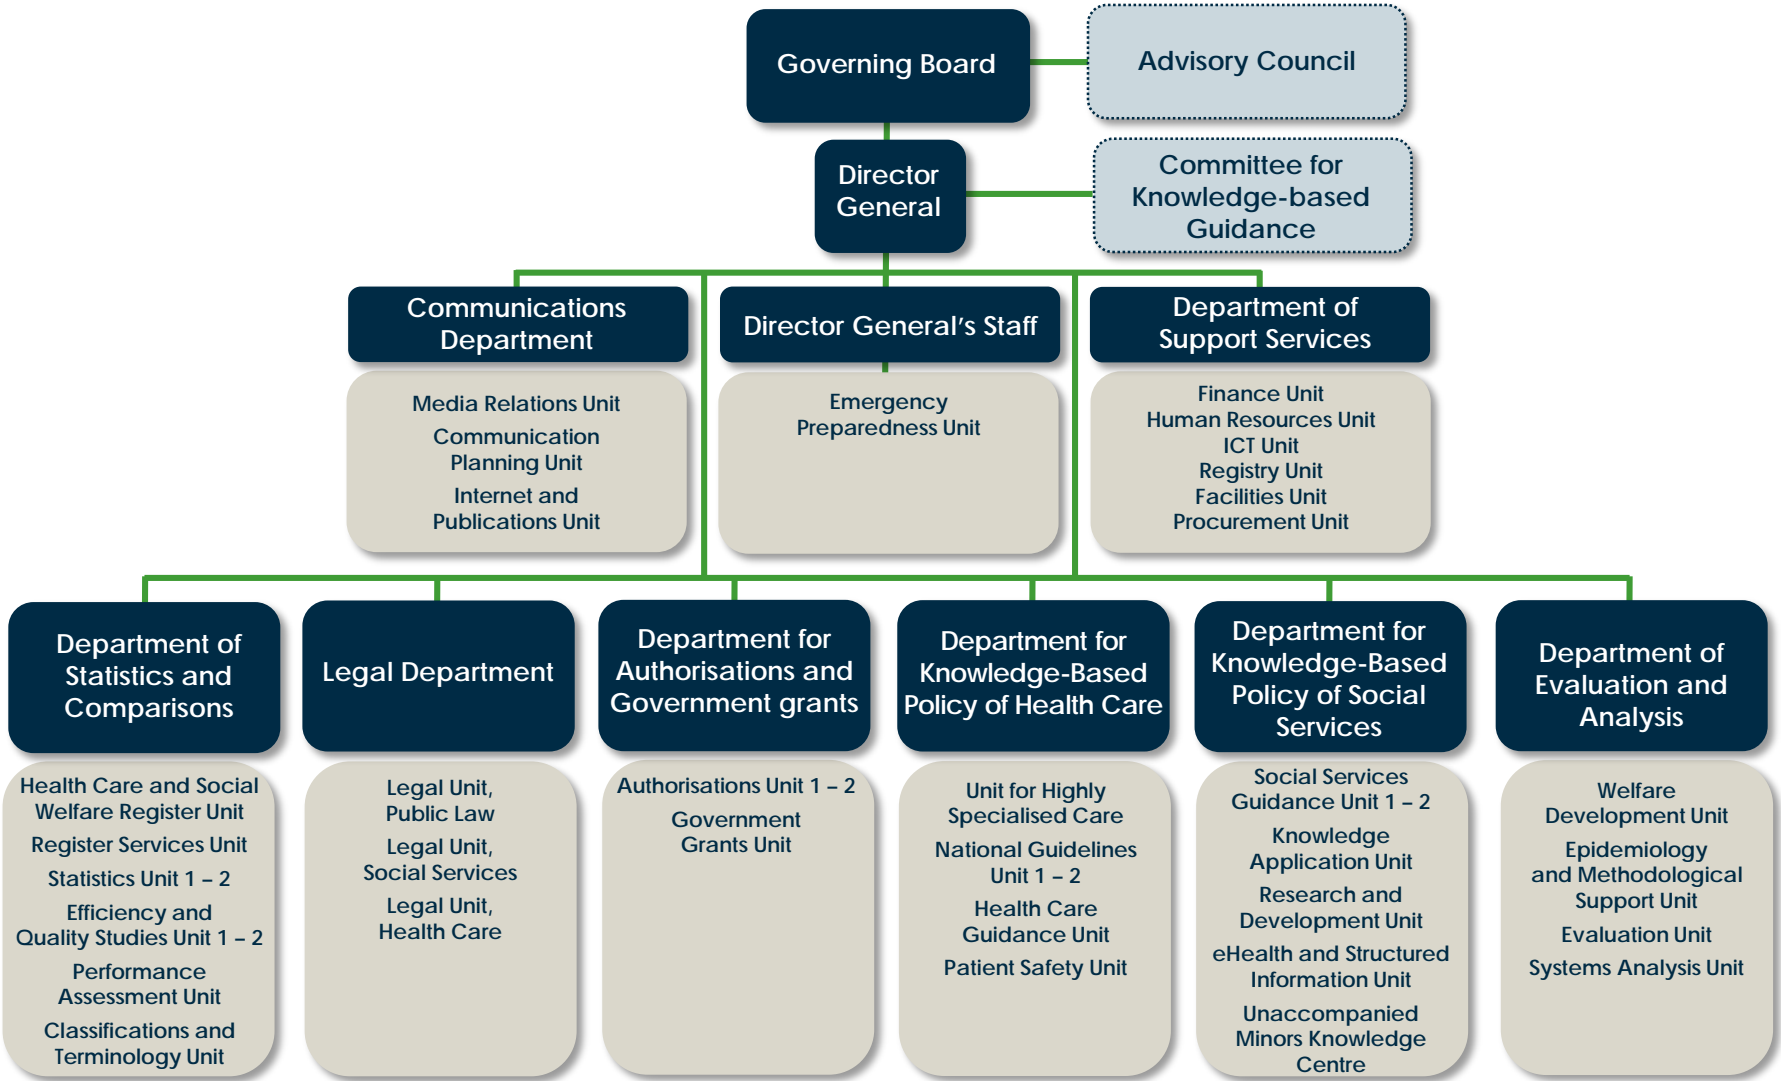 Governing Board
Advisory Council
Director
General
Committee for
Knowledge-based
Guidance
Communications
Department
Director General’s Staff
Department of
Support Services
Media Relations Unit
Communication
Planning Unit
Internet and
Publications Unit
Emergency
Preparedness Unit
Finance Unit
Human Resources Unit
ICT Unit
Registry Unit
Facilities Unit
Procurement Unit
Department of
Statistics and
Comparisons
Legal Department
Department for
Authorisations and
Government grants
Department for
Knowledge-Based
Policy of Health Care
Department for
Knowledge-Based
Policy of Social
Services
Department of
Evaluation and
Analysis
Health Care and Social
Welfare Register Unit
Register Services Unit
Statistics Unit 1 – 2
Efficiency and
Quality Studies Unit 1 – 2
Performance
Assessment Unit
Classifications and
Terminology Unit
Legal Unit,
Public Law
Legal Unit,
Social Services
Legal Unit,
Health Care
Authorisations Unit 1 – 2
Government
Grants Unit
Unit for Highly
Specialised Care
National Guidelines
Unit 1 – 2
Health Care
Guidance Unit
Patient Safety Unit
Social Services
Guidance Unit 1 – 2
Knowledge
Application Unit
Research and
Development Unit
eHealth and Structured
Information Unit
Unaccompanied
Minors Knowledge
Centre
Welfare
Development Unit
Epidemiology
and Methodological
Support Unit
Evaluation Unit
Systems Analysis Unit